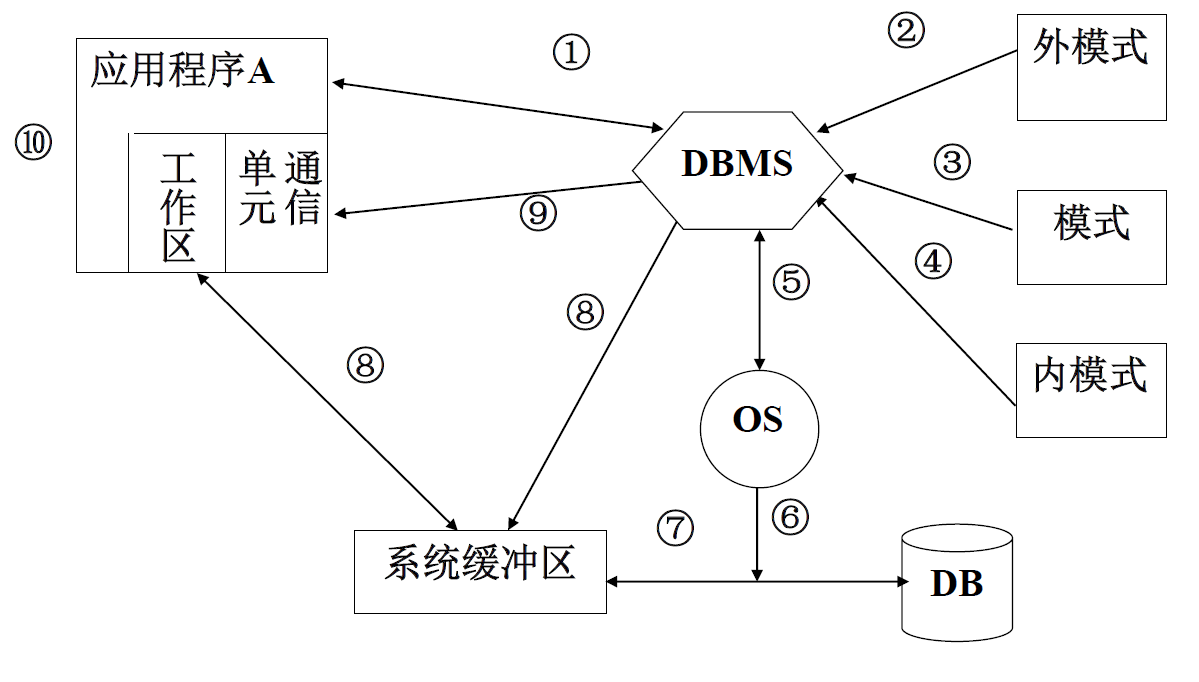 ①
②
外模式
应用程序A
⑩
DBMS
③
工作区
单元
通信
⑨
模式
④
⑤
⑧
⑧
内模式
OS
⑦
⑥
系统缓冲区
DB